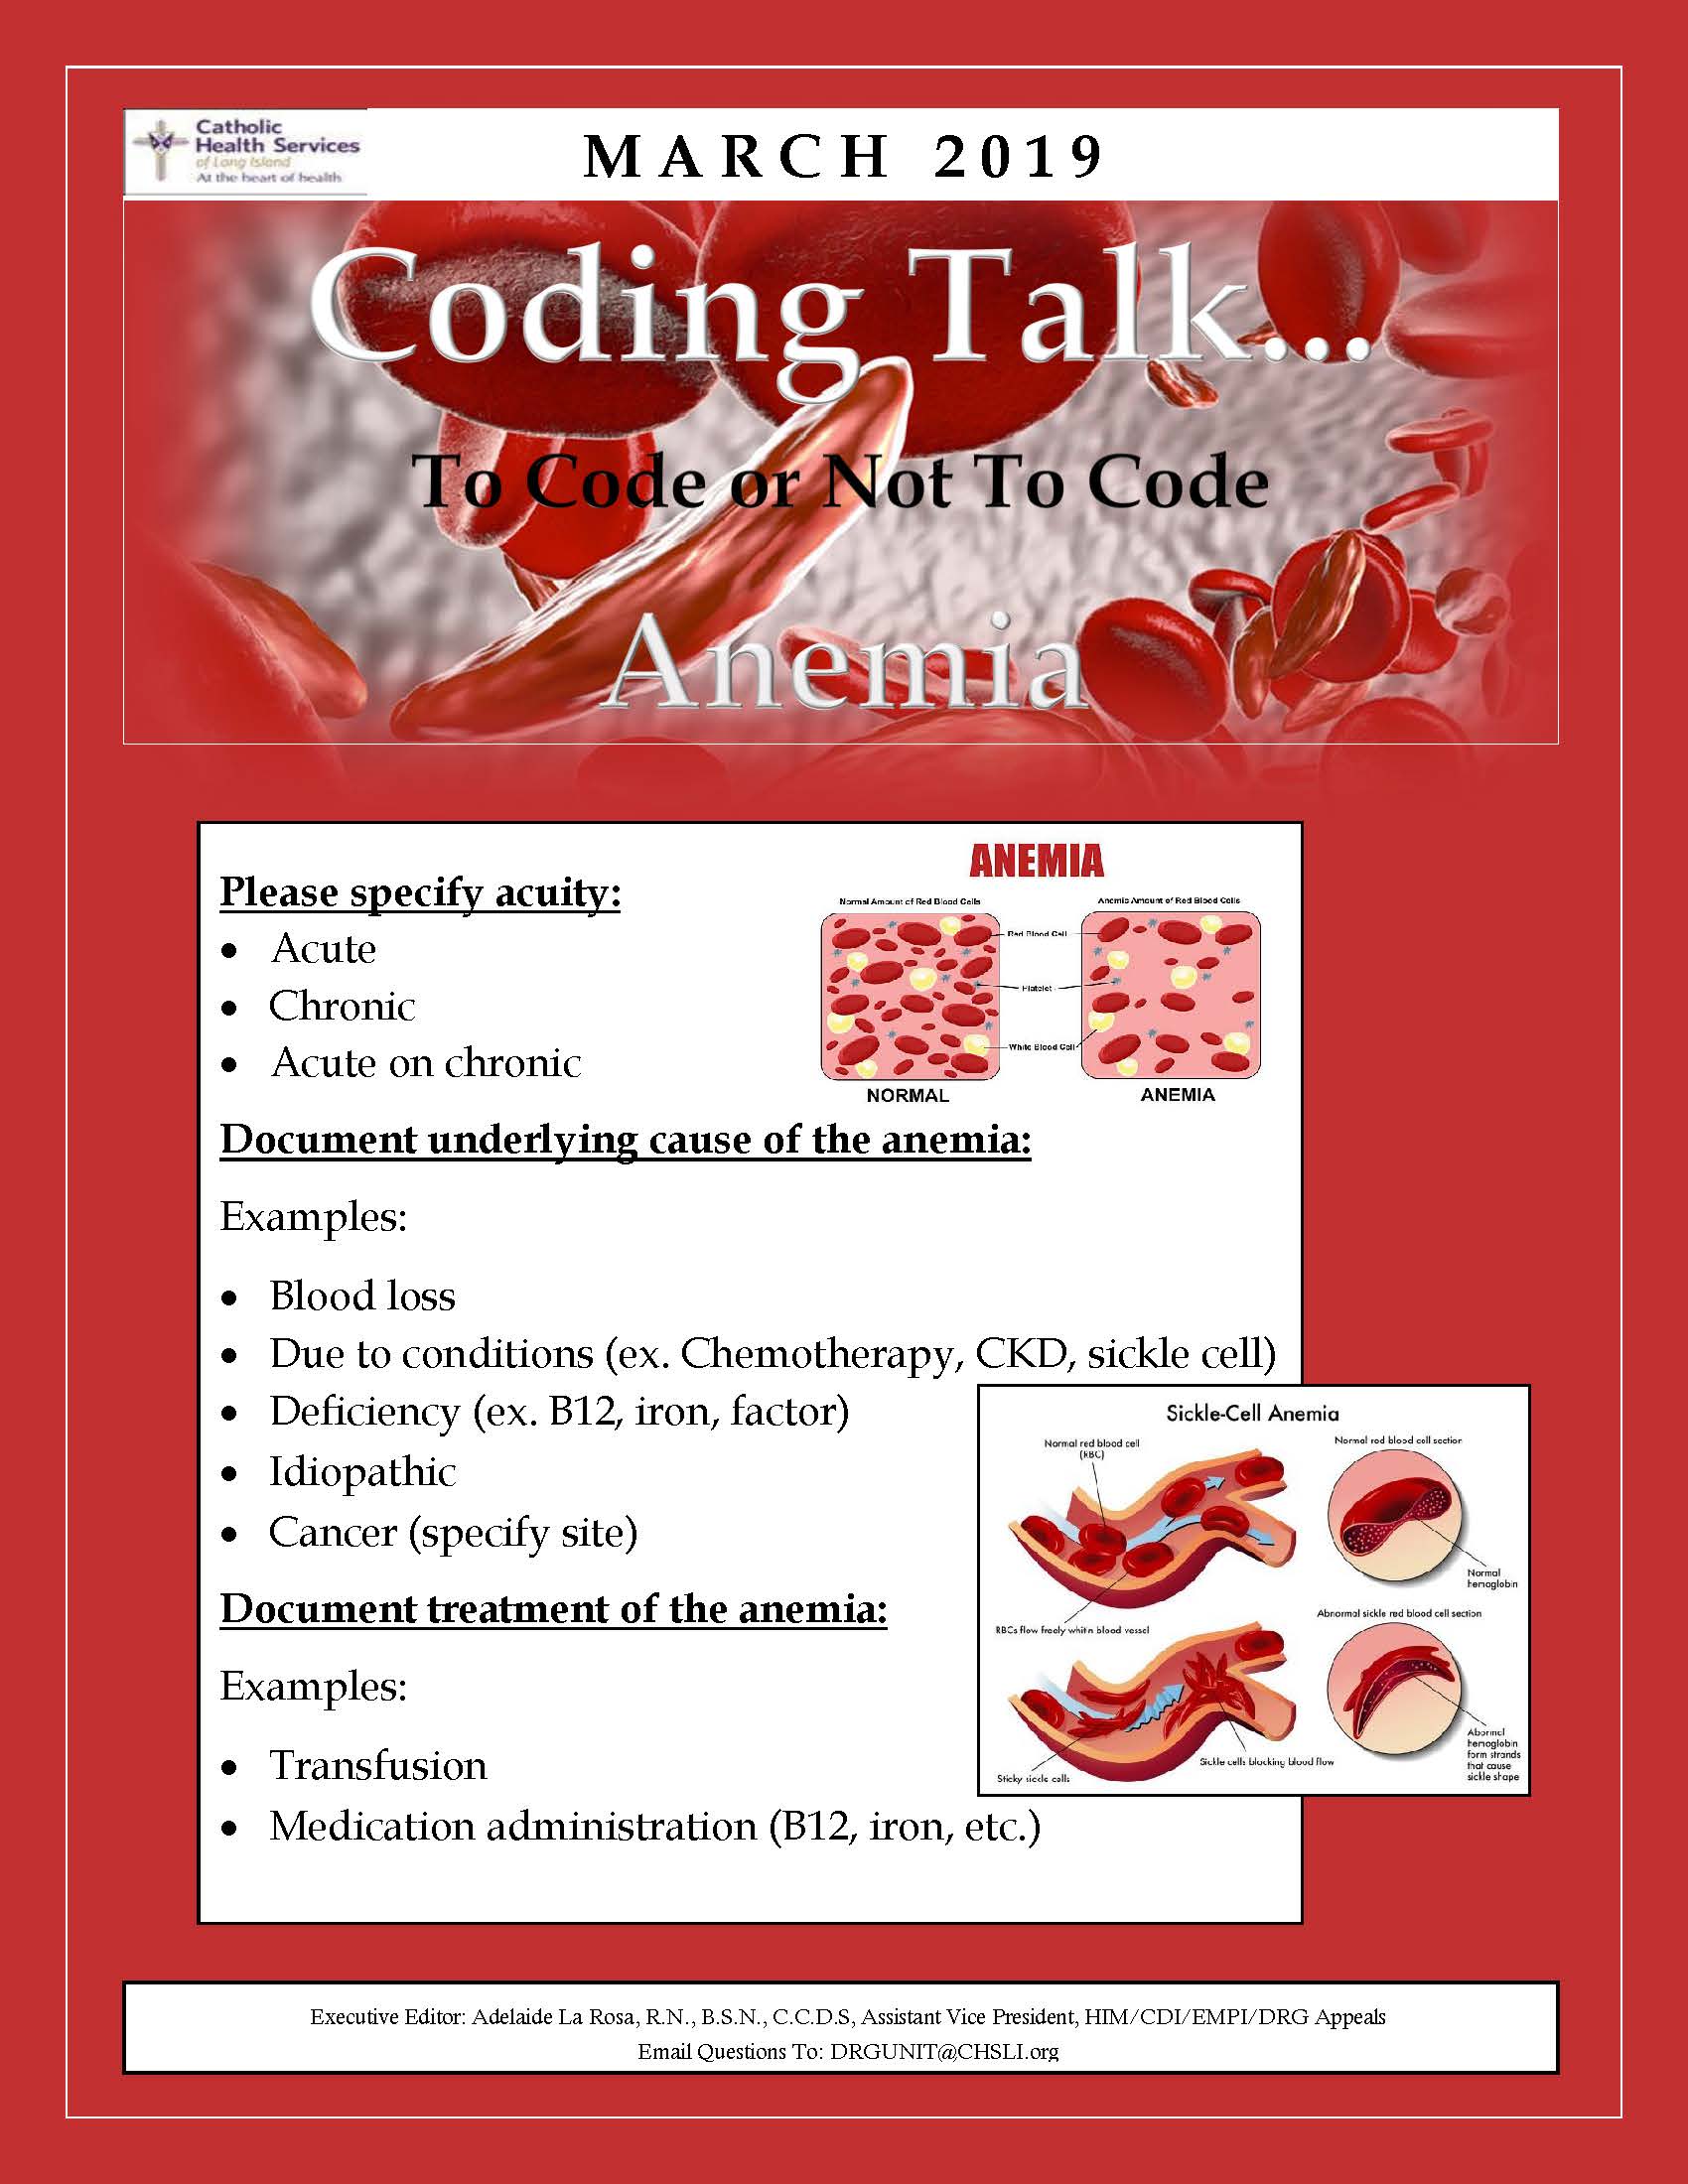 Catholic
Health Services
of Long Island
At the heart of health
MARCH 2019
Coding Talk...
To Code or Not To Code
Anemia
Please specify acuity:
• Acute
• Chronic
• Acute on chronic
ANEMIA
Normal Amount of Red Blood Cells
Anemic Amount of Red Blood Cells
Red Blood Cell
Platelet
White Blood Cell
NORMAL
ANEMIA
Document underlying cause of the anemia:
Examples:
• Blood loss
• Due to conditions (ex. Chemotherapy, CKD, sickle cell)
• Deficiency (ex. B12, iron, factor)
• Idiopathic
• Cancer (specify site)
Sickle-Cell Anemia
Normal red blood cell
(RBC)
Normal red blood cell section
Normal
hemoglobin
RBCs flow freely whitin blood vessel
Abnormal sickle red blood cell section
Abormal
hemoglobin
form strands
that cause
sickle shape
Sickle cells blocking blood flow
Sticky sickle cells
Document treatment of the anemia:
Examples:
• Transfusion
• Medication administration (B12, iron, etc.)
Executive Editor: Adelaide La Rosa, R.N., B.S.N., C.C.D.S, Assistant Vice President, HIM/CDI/EMPI/DRG Appeals
Email Questions To: DRGUNIT@CHSLI.org